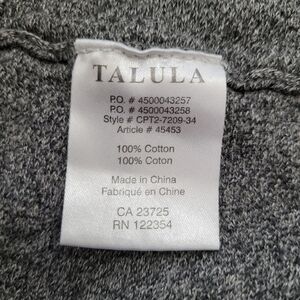 TALULA
P.O. # 4500043257
P.O. # 4500043258
Style # CPT2-7209-34
Article # 45453
100% Cotton
100% Coton
Made in China
Fabriqué en Chine
CA 23725
RN 122354